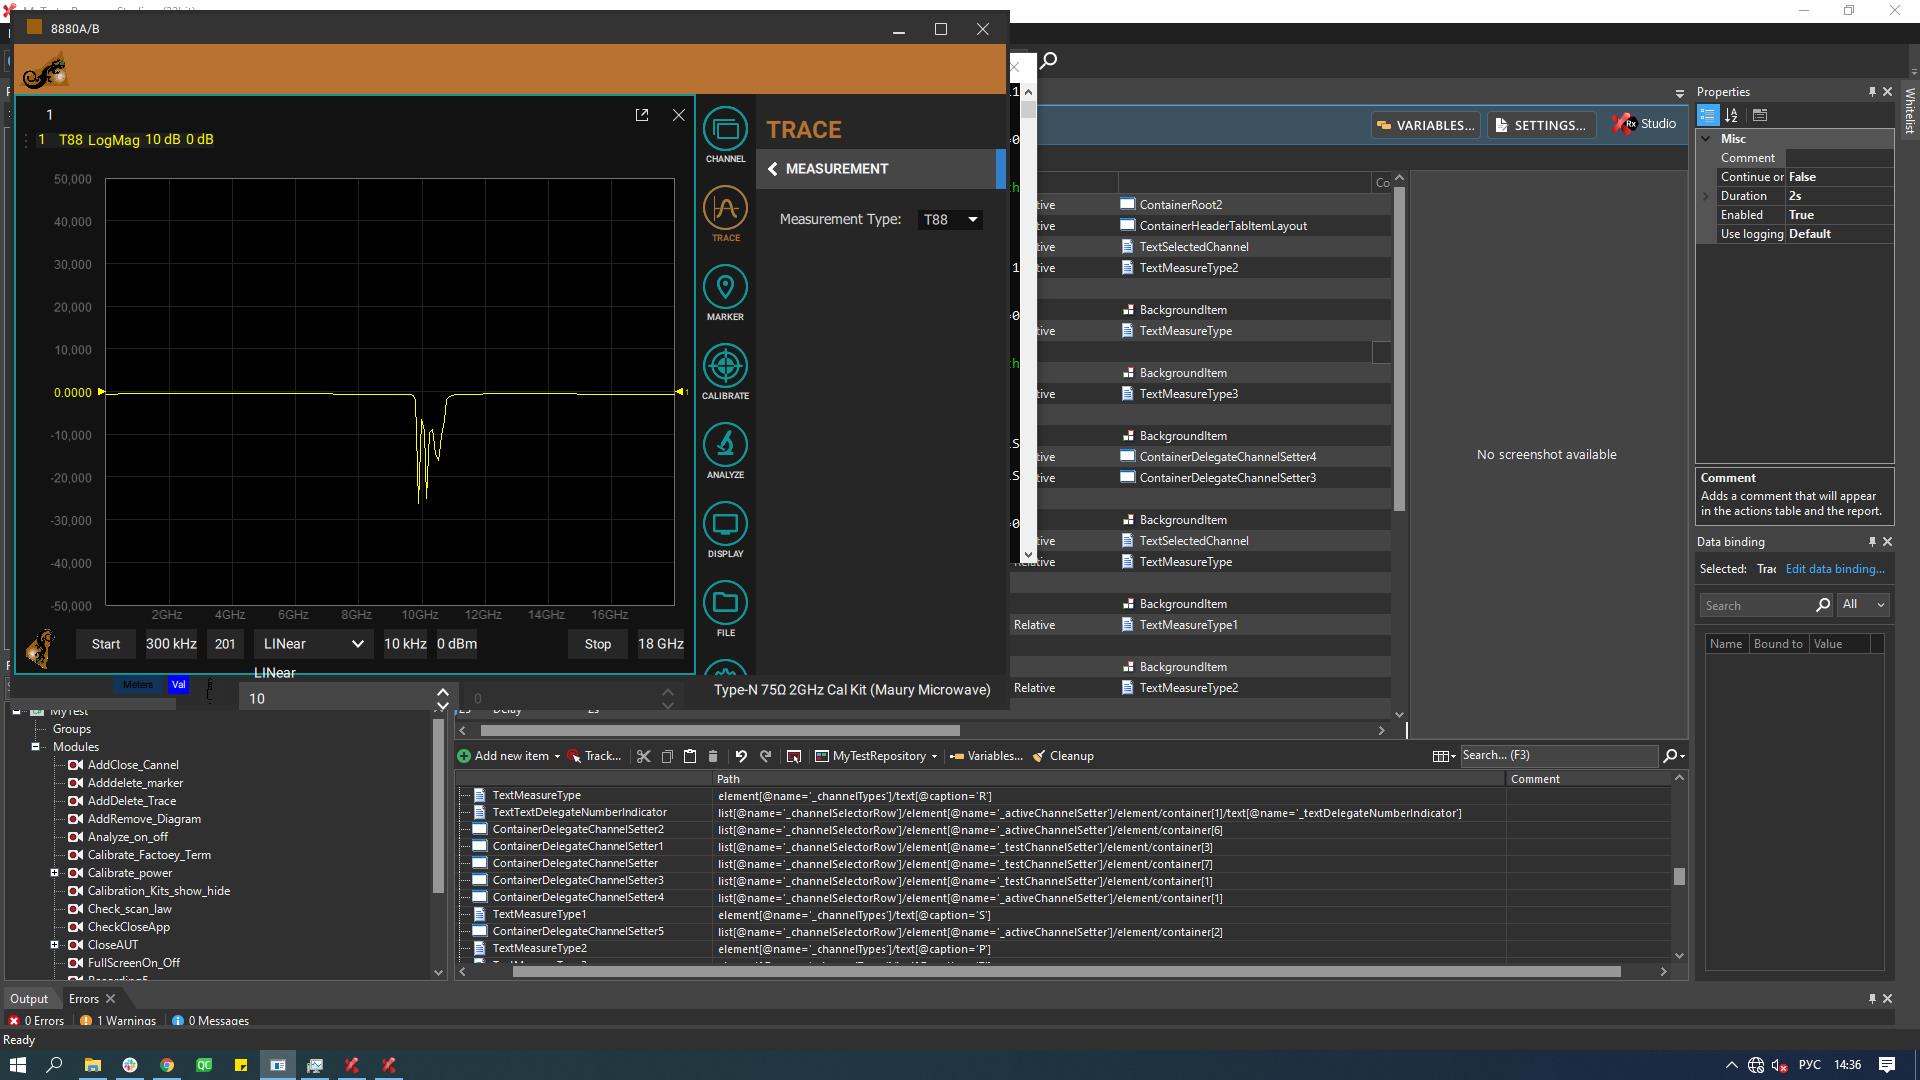 8880A/B
1
1 T88 LogMag 10 dB 0 dB
50,000
40,000
30,000
20,000
10,000
0.0000
-10,000
-20,000
-30,000
-40,000
-50,000
1
2GHz 4GHz 6GHz 8GHz 10GHz 12GHz 14GHz 16GHz
Start 300 kHz 201 LINear 10 kHz 0 dBm Stop 18 GHz
LINear
Meters Val
10 0
Type-N 75Ω 2GHz Cal Kit (Maury Microwave)
CHANNEL
TRACE
MARKER
CALIBRATE
ANALYZE
DISPLAY
FILE
TRACE
MEASUREMENT
Measurement Type: T88
VARIABLES...
SETTINGS...
Rx Studio
Co
ContainerRoot2
ContainerHeaderTabItemLayout
TextSelectedChannel
TextMeasureType2
BackgroundItem
TextMeasureType
BackgroundItem
TextMeasureType3
BackgroundItem
ContainerDelegateChannelSetter4
ContainerDelegateChannelSetter3
BackgroundItem
TextSelectedChannel
Relative TextMeasureType
BackgroundItem
Relative TextMeasureType1
BackgroundItem
Relative TextMeasureType2
Delay 2s
No screenshot available
Properties
Whitelist
Misc
Comment
Continue or False
Duration 2s
Enabled True
Use logging Default
Comment
Adds a comment that will appear
in the actions table and the report.
Data binding
Selected: Trac Edit data binding...
Search All
Name Bound to Value
MyTest
Groups
Modules
AddClose_Cannel
Adddelete_marker
AddDelete_Trace
AddRemove_Diagram
Analyze_on_off
Calibrate_Factoey_Term
Calibrate_power
Calibration_Kits_show_hide
Check_scan_law
CheckCloseApp
CloseAUT
FullScreenOn_Off
Add new item Track... MyTestRepository Variables... Cleanup Search... (F3)
Path Comment
TextMeasureType element[@name='_channelTypes']/text[@caption='R']
TextTextDelegateNumberIndicator list[@name='_channelSelectorRow']/element[@name='_activeChannelSetter']/element/container[1]/text[@name='_textDelegateNumberIndicator']
ContainerDelegateChannelSetter2 list[@name='_channelSelectorRow']/element[@name='_activeChannelSetter']/element/container[6]
ContainerDelegateChannelSetter1 list[@name='_channelSelectorRow']/element[@name='_testChannelSetter']/element/container[3]
ContainerDelegateChannelSetter list[@name='_channelSelectorRow']/element[@name='_testChannelSetter']/element/container[7]
ContainerDelegateChannelSetter3 list[@name='_channelSelectorRow']/element[@name='_testChannelSetter']/element/container[1]
ContainerDelegateChannelSetter4 list[@name='_channelSelectorRow']/element[@name='_activeChannelSetter']/element/container[1]
TextMeasureType1 element[@name='_channelTypes']/text[@caption='S']
ContainerDelegateChannelSetter5 list[@name='_channelSelectorRow']/element[@name='_activeChannelSetter']/element/container[2]
TextMeasureType2 element[@name='_channelTypes']/text[@caption='P']
Output Errors
0 Errors 1 Warnings 0 Messages
Ready
QC
РУС 14:36